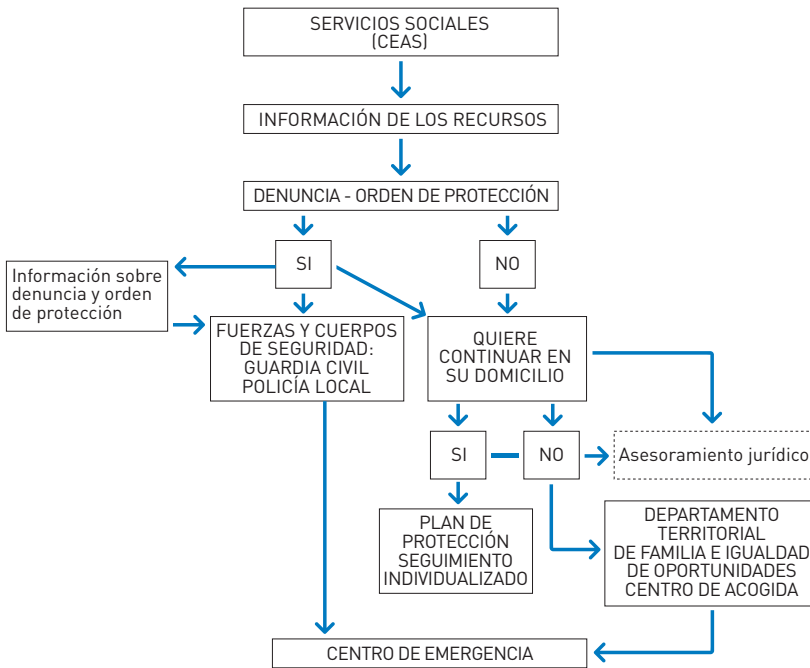 SERVICIOS SOCIALES
(CEAS)
INFORMACIÓN DE LOS RECURSOS
DENUNCIA - ORDEN DE PROTECCIÓN
SI
NO
Información sobre
denuncia y orden
de protección
FUERZAS Y CUERPOS
DE SEGURIDAD:
GUARDIA CIVIL
POLICÍA LOCAL
QUIERE
CONTINUAR EN
SU DOMICILIO
SI
NO
Asesoramiento jurídico
PLAN DE
PROTECCIÓN
SEGUIMIENTO
INDIVIDUALIZADO
DEPARTAMENTO
TERRITORIAL
DE FAMILIA E IGUALDAD
DE OPORTUNIDADES
CENTRO DE ACOGIDA
CENTRO DE EMERGENCIA